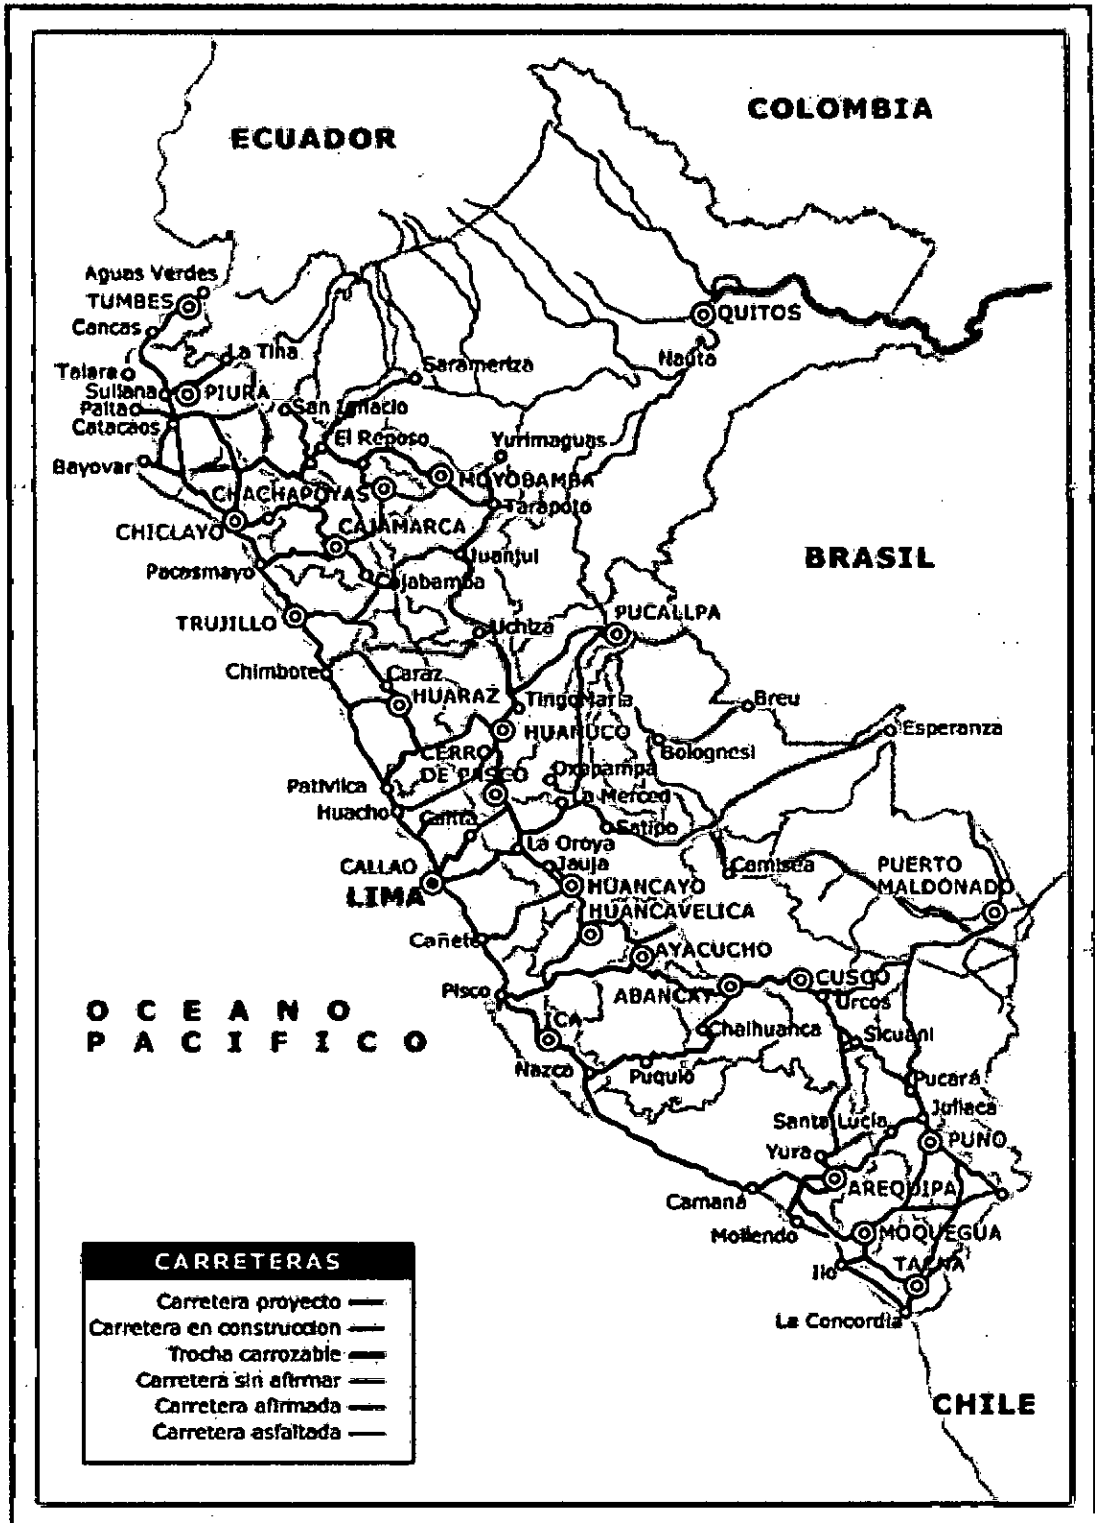 COLOMBIA
ECUADOR
Aguas Verdes
TUMBES
QUITOS
Cancas
La Tina
Nauta
Talara
Sarameriza
Sullana
PIURA
Paita
San Ignacio
Catacaos
El Reposo
Yurimaguas
Bayovar
MOYOBAMBA
CHACHAPOYAS
Tarapoto
CHICLAYO
CAJAMARCA
BRASIL
Juanjui
Pacasmayo
Cajabamba
TRUJILLO
PUCALLPA
Uchiza
Chimbote
Caraz
HUARAZ
TingoMaria
Breu
HUANUCO
Esperanza
CERRO
DE PASCO
Bolognesi
Oxapampa
Pativilca
La Merced
Huacho
Canta
Satipo
La Oroya
CALLAO
Jauja
Camisea
PUERTO
MALDONADO
LIMA
HUANCAYO
HUANCAVELICA
Cañete
AYACUCHO
CUSCO
Pisco
ABANCAY
Urcos
OCEANO
PACIFICO
ICA
Chalhuanca
Sicuani
Nazca
Puquio
Pucará
Juliaca
Santa Lucía
PUNO
Yura
AREQUIPA
Camaná
Mollendo
MOQUEGUA
TACNA
Ilo
La Concordia
CARRETERAS
Carretera proyecto
Carretera en construccion
Trocha carrozable
Carretera sin afirmar
Carretera afirmada
Carretera asfaltada
CHILE